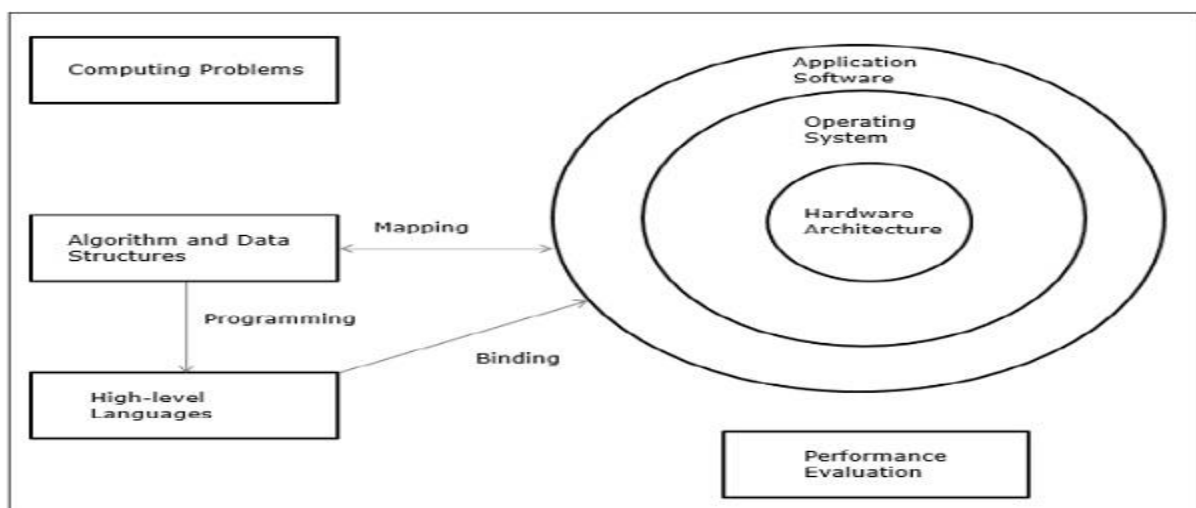 Computing Problems
Application
Software
Operating
System
Hardware
Architecture
Algorithm and Data
Structures
Mapping
Programming
Binding
High-level
Languages
Performance
Evaluation